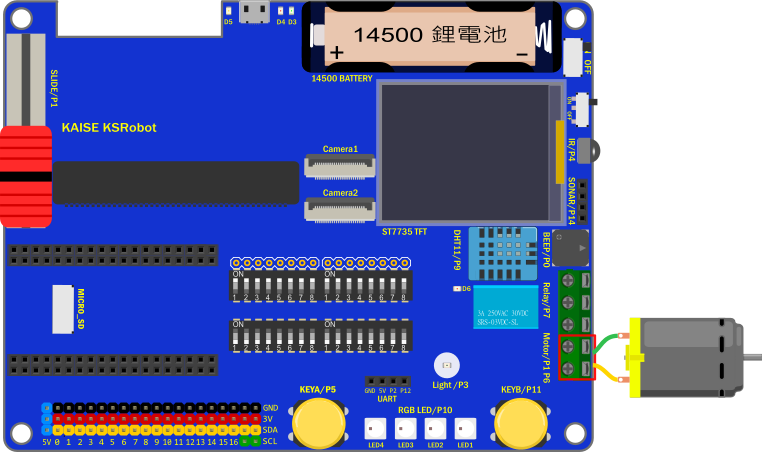 D5
D4 D3
14500 鋰電池
+
−
14500 BATTERY
OFF
SLIDE/P1
KAISE KSRobot
ON
OFF
IR/P4
Camera1
Camera2
SONAR/P14
ST7735 TFT
DHT11/P9
BEEP/P0
ON
1 2 3 4 5 6 7 8
1 2 3 4 5 6 7 8
D6
Relay/P7
3A 250VAC 30VDC
SRS-03VDC-SL
MICRO_SD
ON
ON
1 2 3 4 5 6 7 8
1 2 3 4 5 6 7 8
Motor/P1 P6
Light /P3
GND 5V P2 P12
UART
KEYA/P5
KEYB/P11
RGB LED/P10
GND
3V
SDA
SCL
5V 0 1 2 3 4 5 6 7 8 9 10 11 12 13 14 15 16
LED4
LED3
LED2
LED1